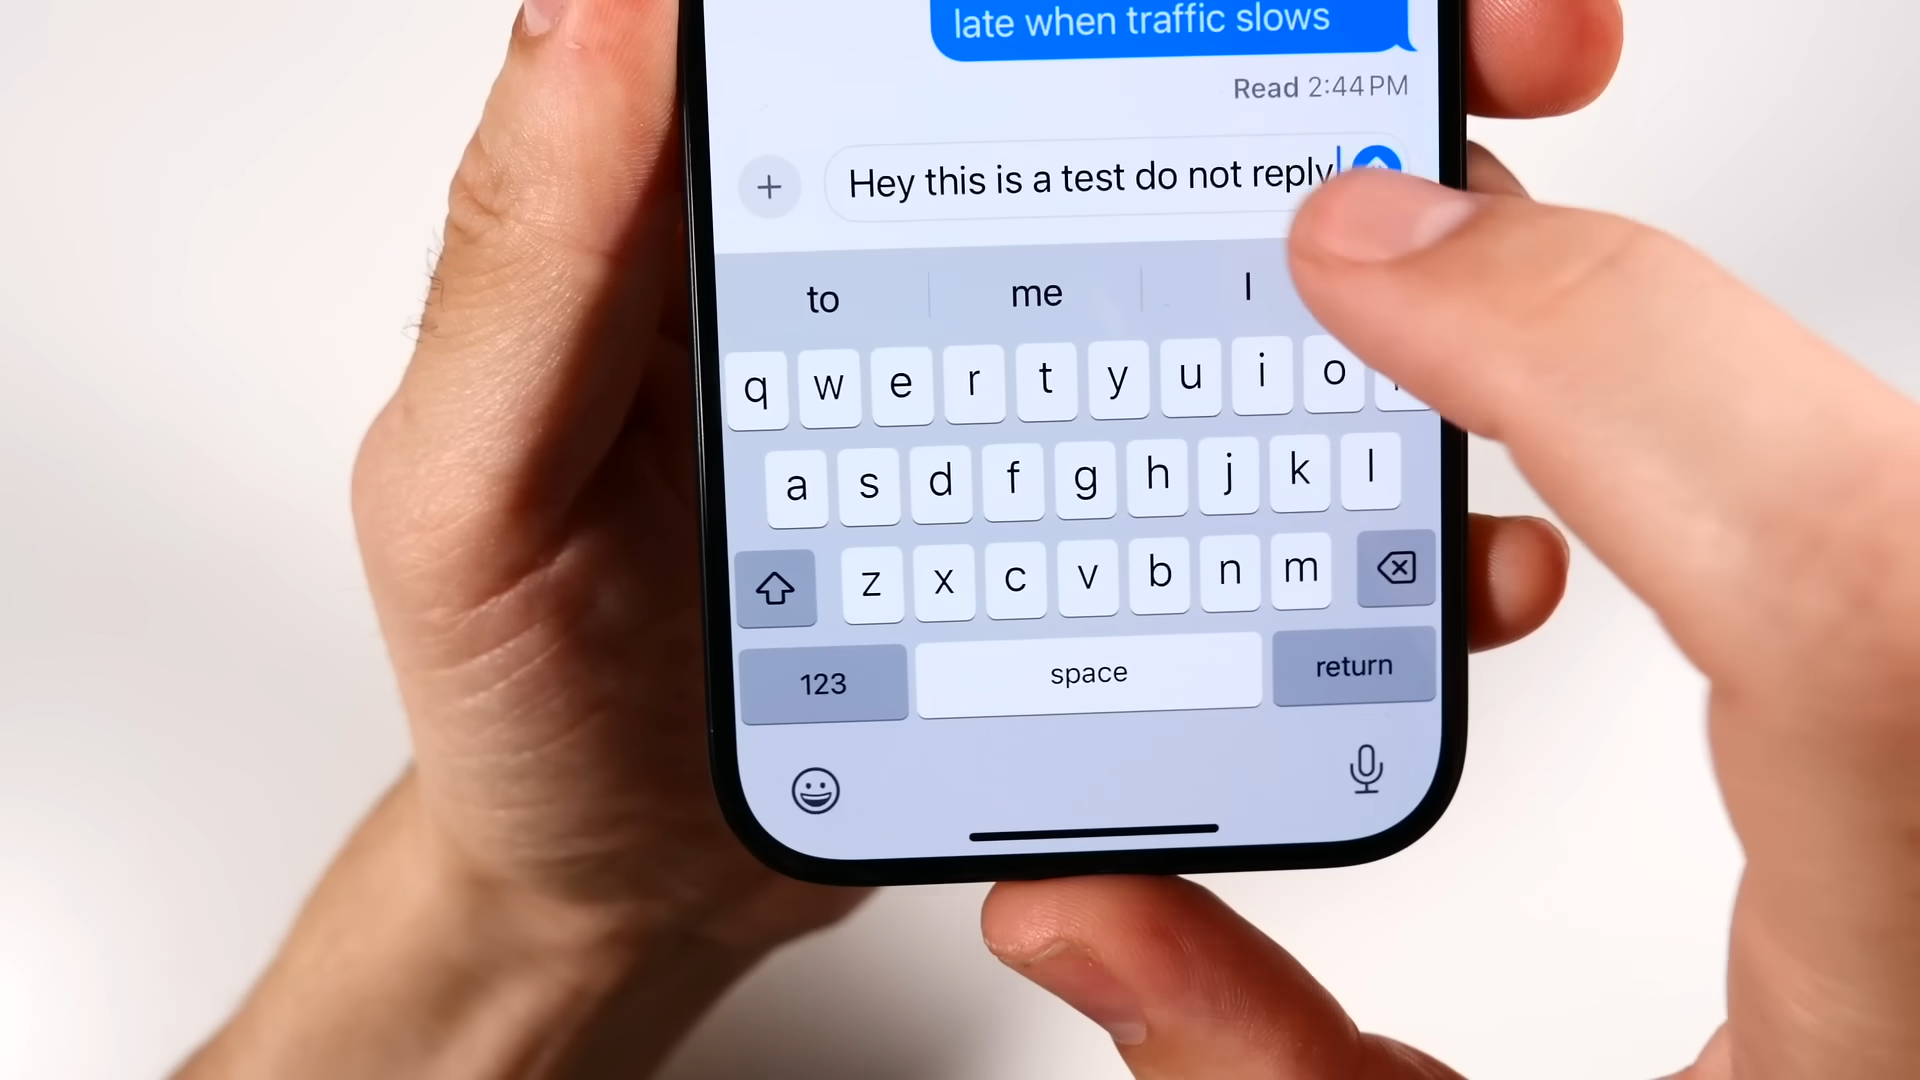 late when traffic slows
Read 2:44 PM
Hey this is a test do not reply
to me I
q w e r t y u i o
a s d f g h j k l
z x c v b n m
123 space return